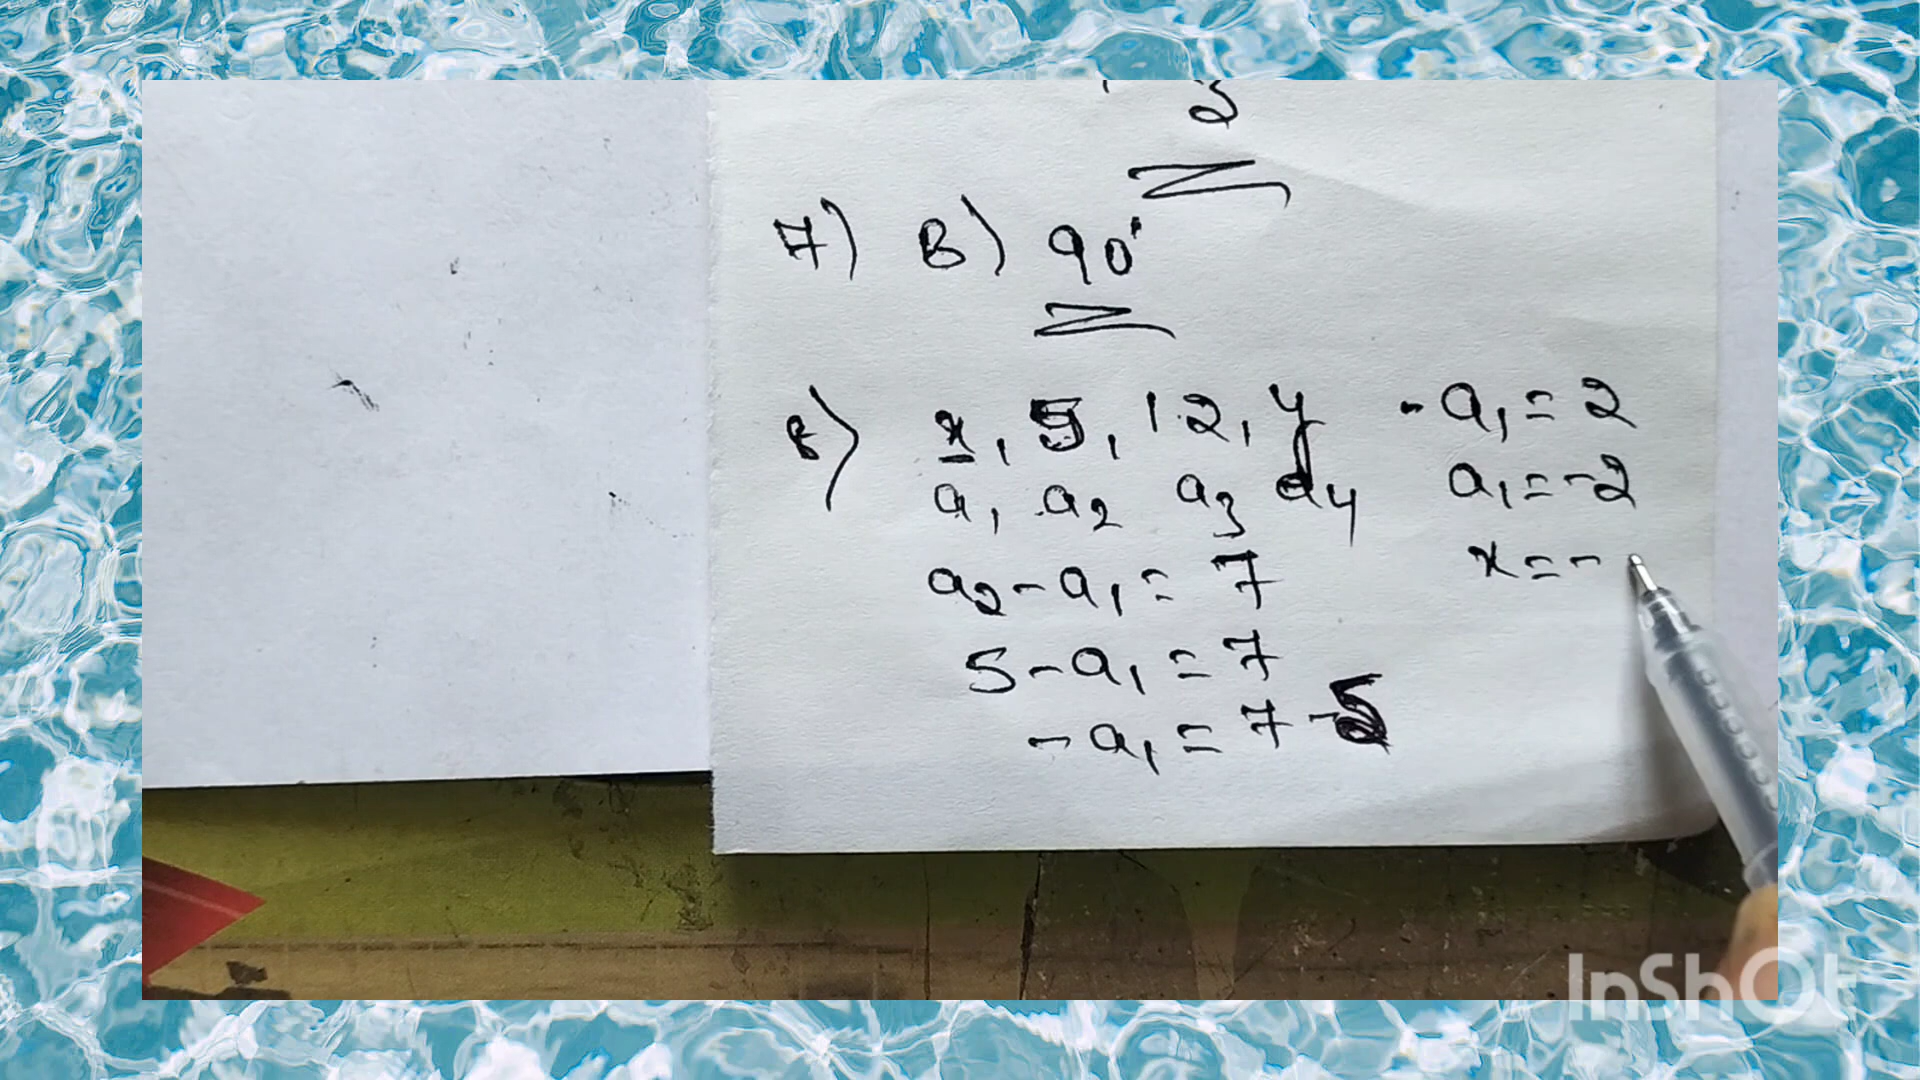 3
7) B) 90°
8) x, 5, 12, y
a1 a2 a3 a4
a2 - a1 = 7
5 - a1 = 7
- a1 = 7 - 5
- a1 = 2
a1 = -2
x = -
InShOt